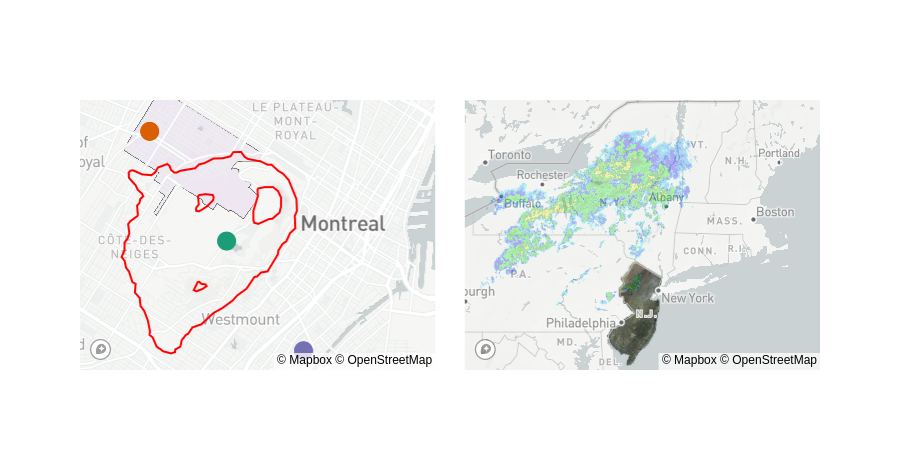 LE PLATEAU-
MONT-
ROYAL
of
oyal
Montreal
CÔTE-DES-
NEIGES
Westmount
d
© Mapbox © OpenStreetMap
Toronto
VT.
N.H.
Portland
Rochester
Buffalo
N.Y.
Albany
Boston
MASS.
CONN.
R.I.
PA.
burgh
New York
N.J.
Philadelphia
MD.
DEL.
© Mapbox © OpenStreetMap